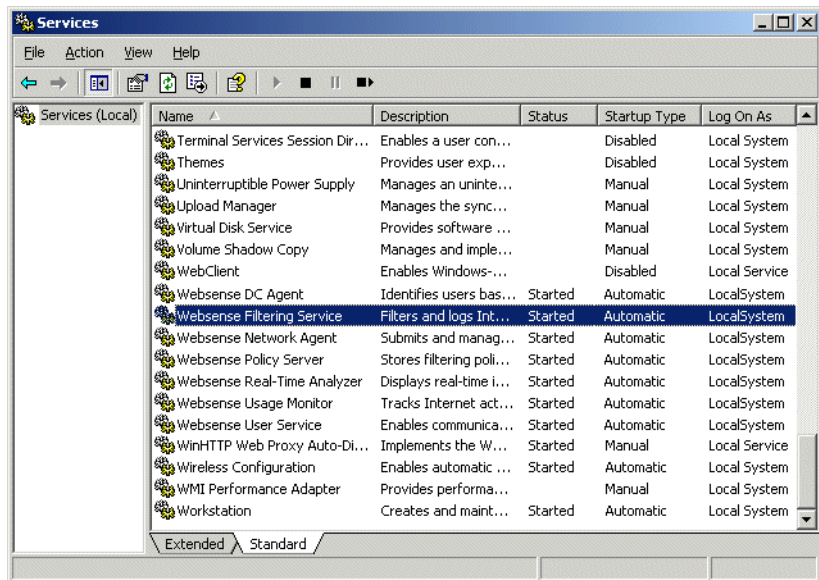 Services
File Action View Help
Services (Local)
Name Description Status Startup Type Log On As
Terminal Services Session Dir... Enables a user con... Disabled Local System
Themes Provides user exp... Disabled Local System
Uninterruptible Power Supply Manages an uninte... Manual Local System
Upload Manager Manages the sync... Manual Local System
Virtual Disk Service Provides software ... Manual Local System
Volume Shadow Copy Manages and imple... Manual Local System
WebClient Enables Windows-... Disabled Local Service
Websense DC Agent Identifies users bas... Started Automatic LocalSystem
Websense Filtering Service Filters and logs Int... Started Automatic LocalSystem
Websense Network Agent Submits and manag... Started Automatic LocalSystem
Websense Policy Server Stores filtering poli... Started Automatic LocalSystem
Websense Real-Time Analyzer Displays real-time i... Started Automatic LocalSystem
Websense Usage Monitor Tracks Internet act... Started Automatic LocalSystem
Websense User Service Enables communica... Started Automatic LocalSystem
WinHTTP Web Proxy Auto-Di... Implements the W... Started Manual Local Service
Wireless Configuration Enables automatic ... Started Automatic Local System
WMI Performance Adapter Provides performa... Manual Local System
Workstation Creates and maint... Started Automatic Local System
Extended Standard